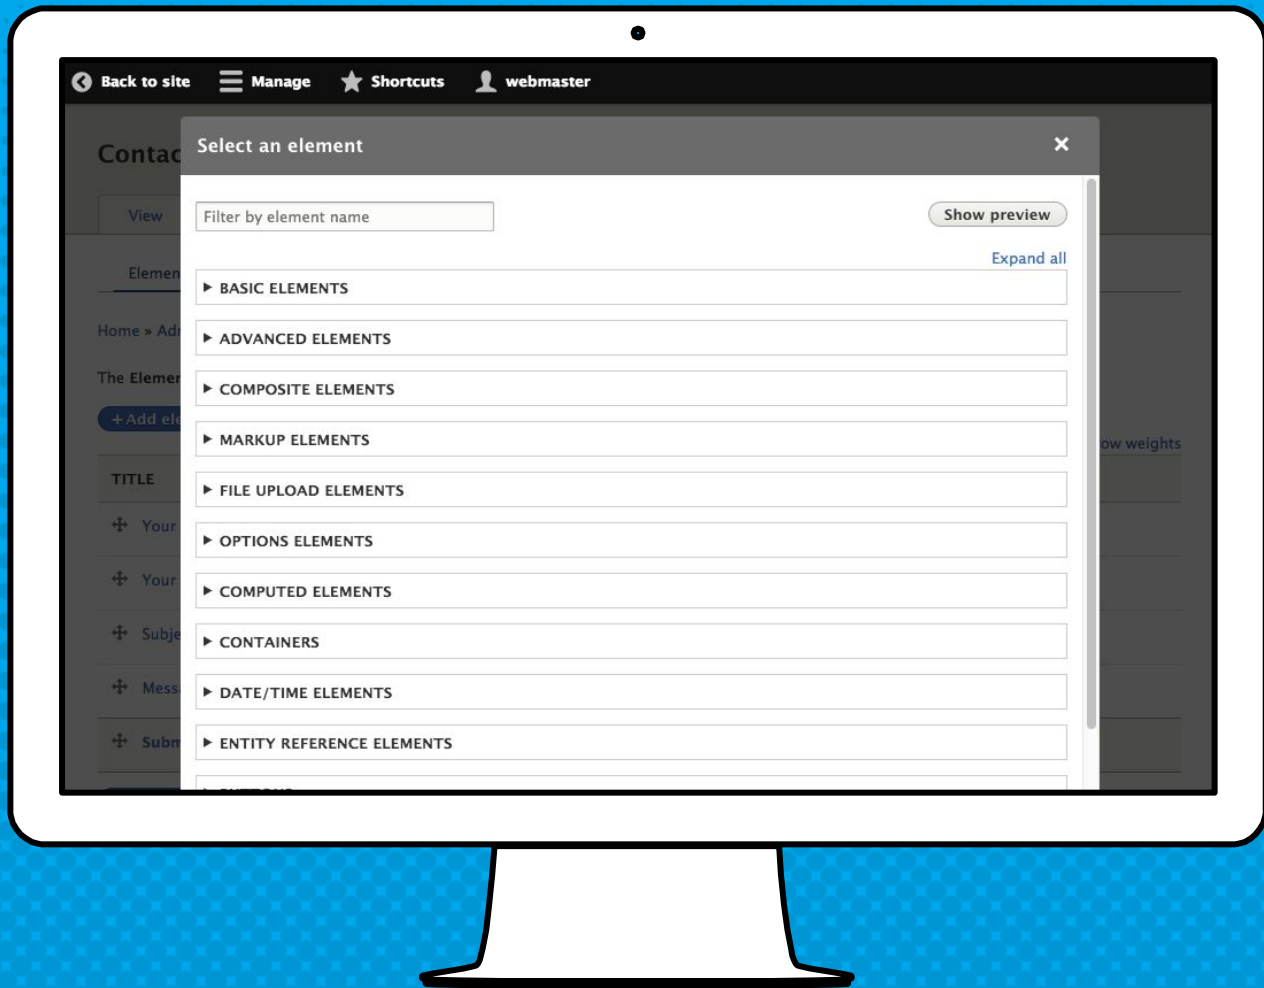 Back to site Manage Shortcuts webmaster
Contac
Select an element
View
Filter by element name
Show preview
Expand all
Elemen
BASIC ELEMENTS
Home » Adr
ADVANCED ELEMENTS
The Elemer
COMPOSITE ELEMENTS
+Add ele
MARKUP ELEMENTS
ow weights
TITLE
FILE UPLOAD ELEMENTS
Your
OPTIONS ELEMENTS
Your
COMPUTED ELEMENTS
Subje
CONTAINERS
Mess
DATE/TIME ELEMENTS
Subm
ENTITY REFERENCE ELEMENTS